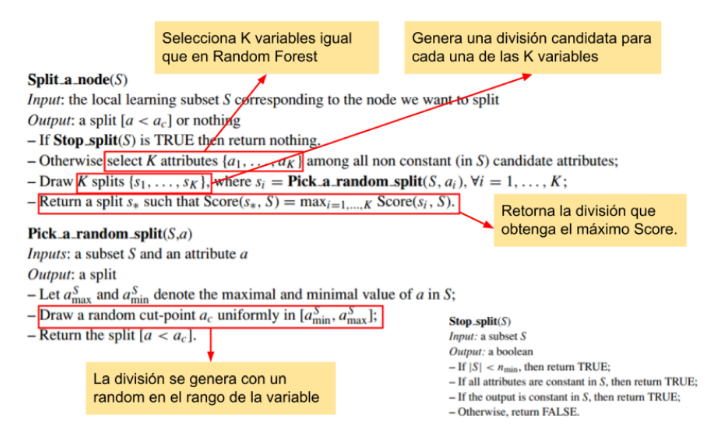 Selecciona K variables igual
que en Random Forest
Genera una división candidata para
cada una de las K variables
Split_a_node(S)
Input: the local learning subset S corresponding to the node we want to split
Output: a split [a < a_c] or nothing
– If Stop_split(S) is TRUE then return nothing.
– Otherwise select K attributes {a_1, . . . , a_K} among all non constant (in S) candidate attributes;
– Draw K splits {s_1, . . . , s_K}, where s_i = Pick_a_random_split(S, a_i), ∀i = 1, . . . , K;
– Return a split s_* such that Score(s_*, S) = max_{i=1,...,K} Score(s_i, S).
Retorna la división que
obtenga el máximo Score.
Pick_a_random_split(S,a)
Inputs: a subset S and an attribute a
Output: a split
– Let a^S_max and a^S_min denote the maximal and minimal value of a in S;
– Draw a random cut-point a_c uniformly in [a^S_min, a^S_max];
– Return the split [a < a_c].
La división se genera con un
random en el rango de la variable
Stop_split(S)
Input: a subset S
Output: a boolean
– If |S| < n_min, then return TRUE;
– If all attributes are constant in S, then return TRUE;
– If the output is constant in S, then return TRUE;
– Otherwise, return FALSE.